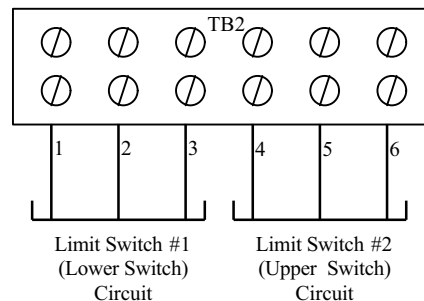 TB2
1 2 3 4 5 6
Limit Switch #1
(Lower Switch)
Circuit
Limit Switch #2
(Upper Switch)
Circuit